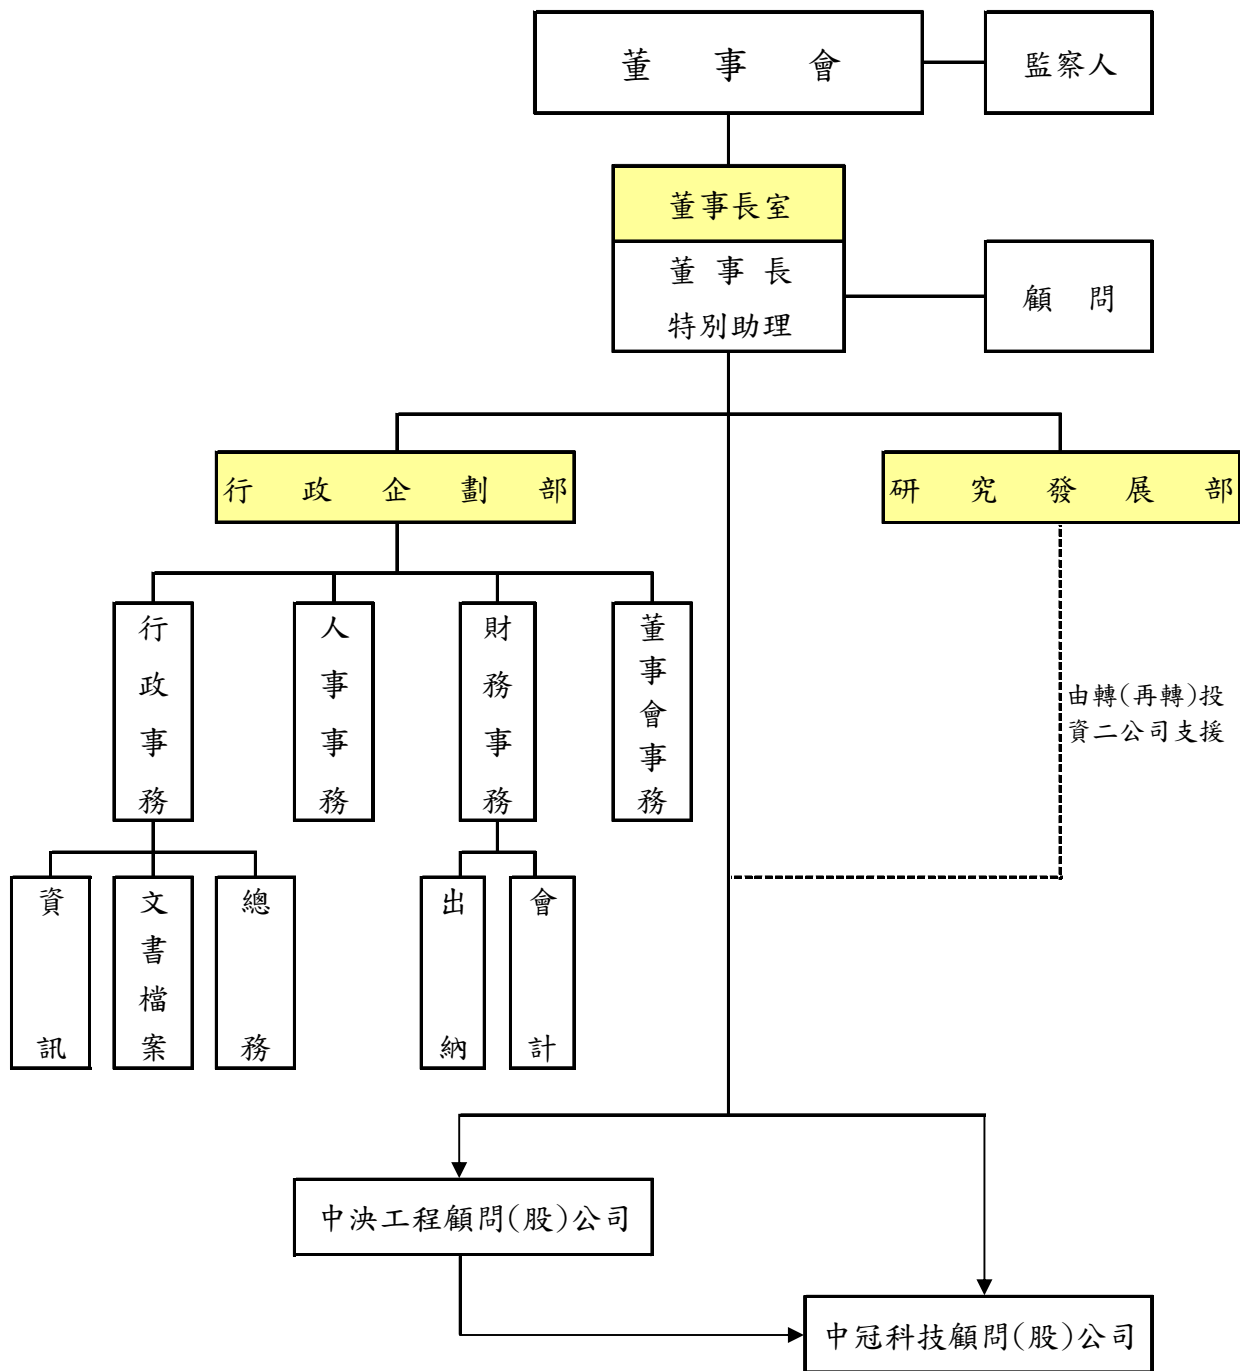 董事會
監察人
董事長室
董事長
特別助理
顧問
行政企劃部
研究發展部
行政事務
人事事務
財務事務
董事會事務
由轉(再轉)投
資二公司支援
資訊
文書檔案
總務
出納
會計
中泱工程顧問(股)公司
中冠科技顧問(股)公司